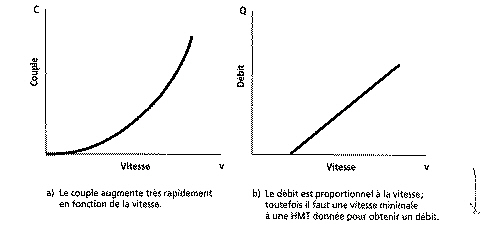 C
Couple
Vitesse
v
a) Le couple augmente très rapidement
en fonction de la vitesse.
Q
Débit
Vitesse
v
b) Le débit est proportionnel à la vitesse;
toutefois il faut une vitesse minimale
à une HMT donnée pour obtenir un débit.